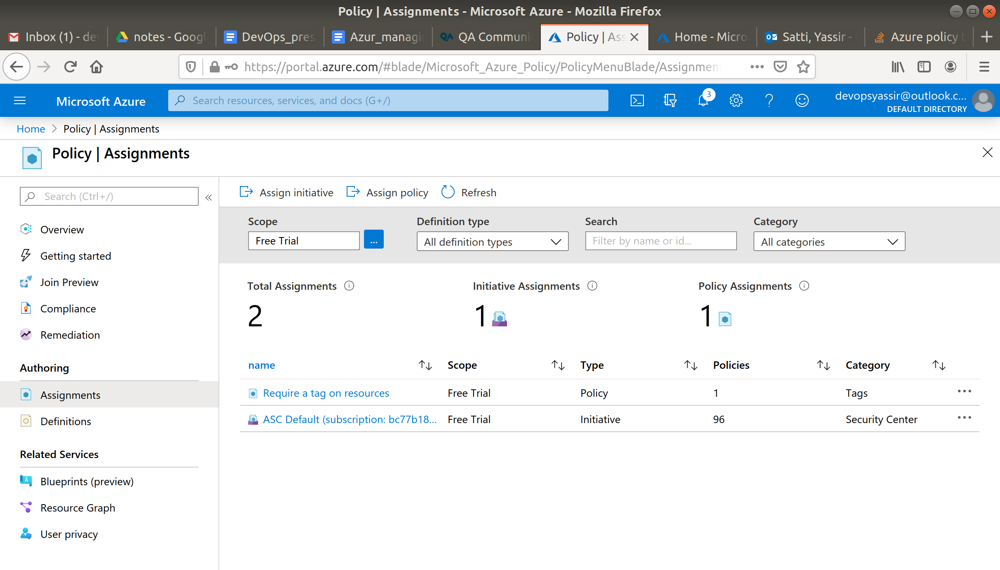 Policy | Assignments - Microsoft Azure - Mozilla Firefox
Inbox (1) - dev
notes - Googl
DevOps_pres
Azur_managin
QA Communi
Policy | Ass
Home - Micro
Satti, Yassir -
Azure policy t
https://portal.azure.com/#blade/Microsoft_Azure_Policy/PolicyMenuBlade/Assignmen
Microsoft Azure
Search resources, services, and docs (G+/)
3
devopsyassir@outlook.c...
DEFAULT DIRECTORY
Home > Policy | Assignments
Policy | Assignments
Search (Ctrl+/)
Overview
Getting started
Join Preview
Compliance
Remediation
Authoring
Assignments
Definitions
Related Services
Blueprints (preview)
Resource Graph
User privacy
Assign initiative
Assign policy
Refresh
Scope
Definition type
Search
Category
Free Trial
...
All definition types
Filter by name or id...
All categories
Total Assignments
Initiative Assignments
Policy Assignments
2
1
1
name
Scope
Type
Policies
Category
Require a tag on resources
Free Trial
Policy
1
Tags
ASC Default (subscription: bc77b18...
Free Trial
Initiative
96
Security Center